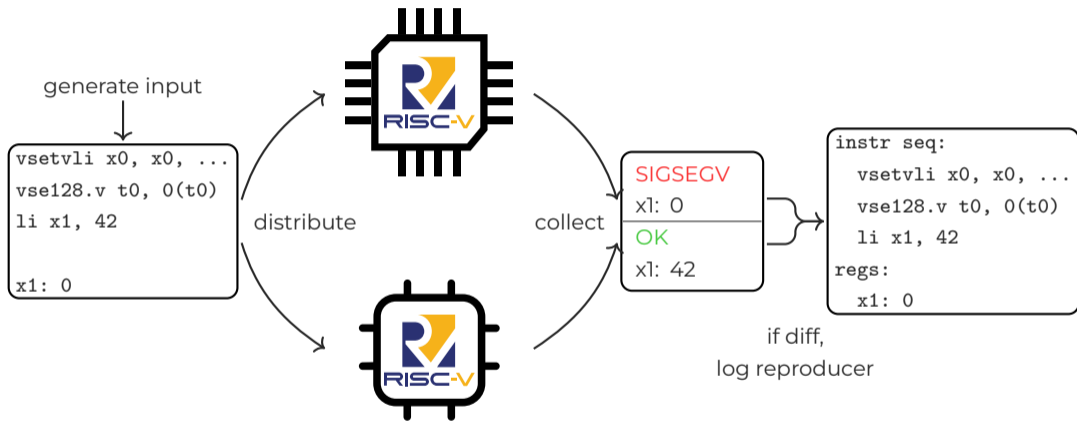 generate input
vsetvli x0, x0, ...
vse128.v t0, 0(t0)
li x1, 42
x1: 0
distribute
RISC-V
RISC-V
collect
SIGSEGV
x1: 0
OK
x1: 42
if diff,
log reproducer
instr seq:
vsetvli x0, x0, ...
vse128.v t0, 0(t0)
li x1, 42
regs:
x1: 0